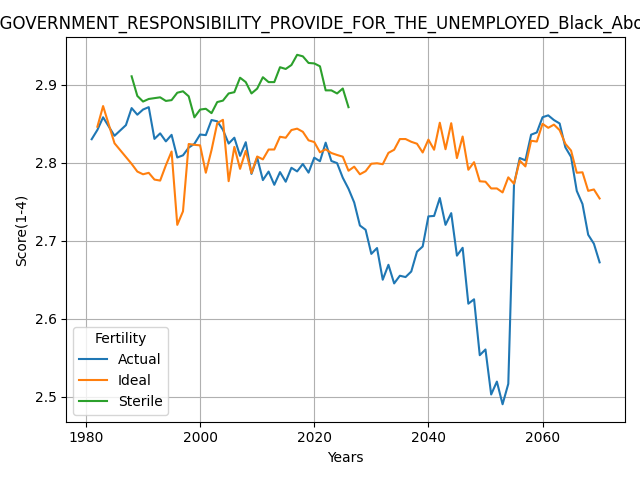 GOVERNMENT_RESPONSIBILITY_PROVIDE_FOR_THE_UNEMPLOYED_Black_Abo
2.9
2.8
2.7
2.6
2.5
Score(1-4)
Fertility
Actual
Ideal
Sterile
1980 2000 2020 2040 2060
Years